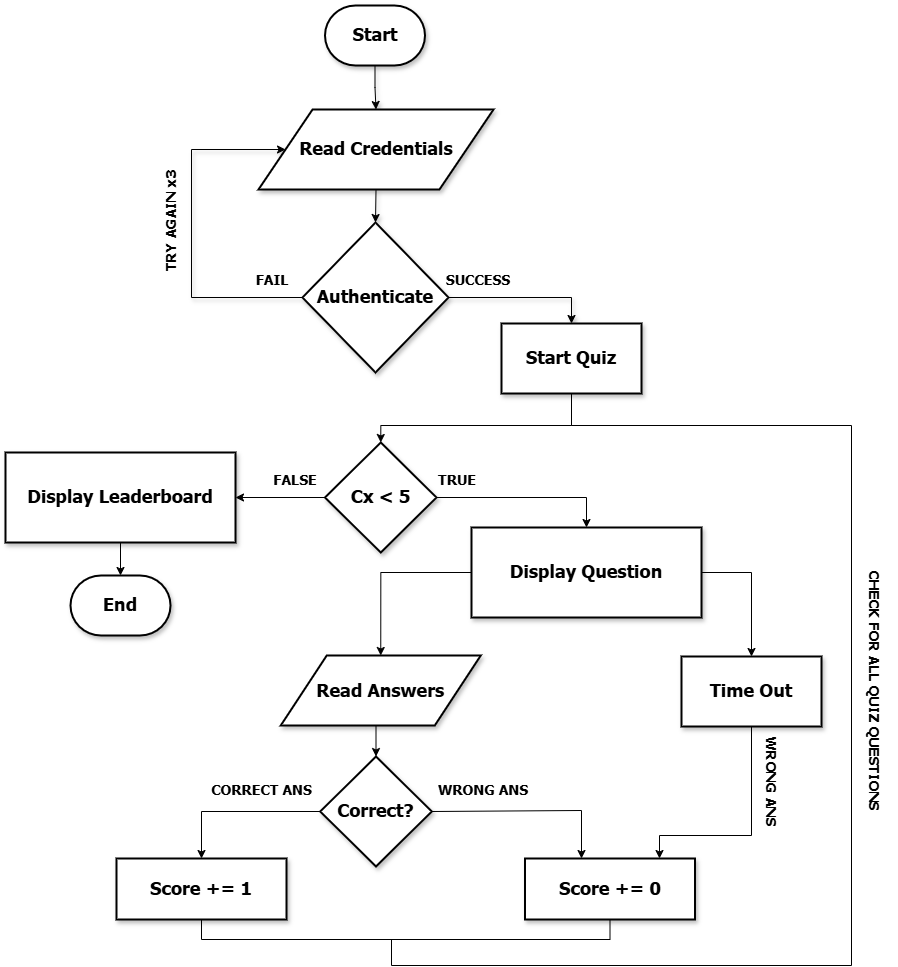 Start
Read Credentials
TRY AGAIN x3
FAIL
SUCCESS
Authenticate
Start Quiz
FALSE
TRUE
Cx < 5
Display Leaderboard
Display Question
End
CHECK FOR ALL QUIZ QUESTIONS
Read Answers
Time Out
WRONG ANS
CORRECT ANS
WRONG ANS
Correct?
Score += 1
Score += 0